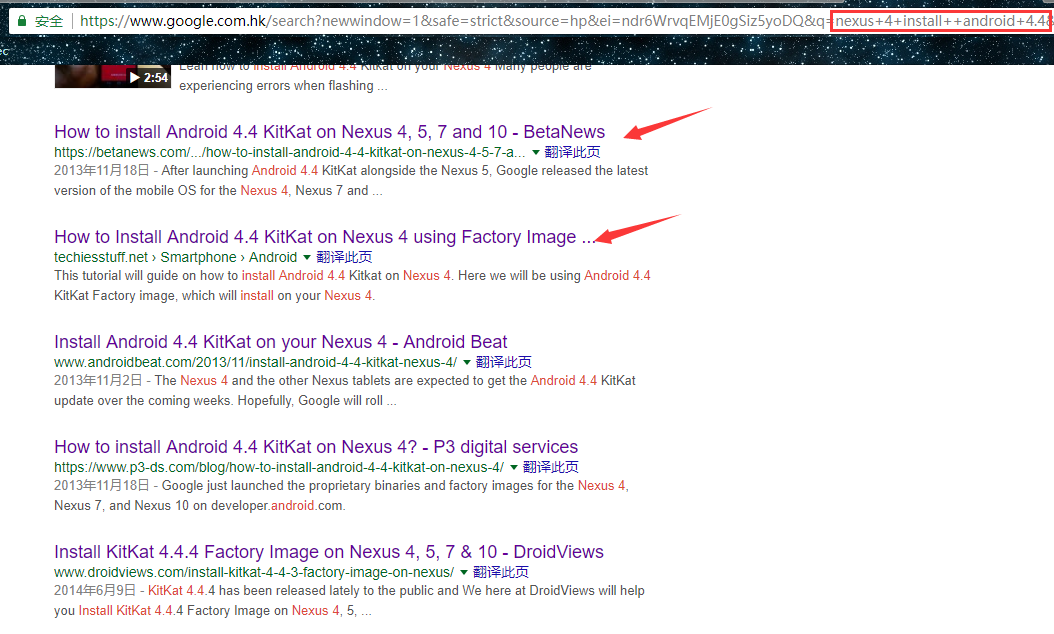 安全 https://www.google.com.hk/search?newwindow=1&safe=strict&source=hp&ei=ndr6WrvqEMjE0gSiz5yoDQ&q=nexus+4+install++android+4.4&
2:54
Lean how to install Android 4.4 KitKat on your Nexus 4 Many people are
experiencing errors when flashing ...
How to install Android 4.4 KitKat on Nexus 4, 5, 7 and 10 - BetaNews
https://betanews.com/.../how-to-install-android-4-4-kitkat-on-nexus-4-5-7-a... ▼ 翻译此页
2013年11月18日 - After launching Android 4.4 KitKat alongside the Nexus 5, Google released the latest
version of the mobile OS for the Nexus 4, Nexus 7 and ...
How to Install Android 4.4 KitKat on Nexus 4 using Factory Image ...
techiesstuff.net › Smartphone › Android ▼ 翻译此页
This tutorial will guide on how to install Android 4.4 Kitkat on Nexus 4. Here we will be using Android 4.4
KitKat Factory image, which will install on your Nexus 4.
Install Android 4.4 KitKat on your Nexus 4 - Android Beat
www.androidbeat.com/2013/11/install-android-4-4-kitkat-nexus-4/ ▼ 翻译此页
2013年11月2日 - The Nexus 4 and the other Nexus tablets are expected to get the Android 4.4 KitKat
update over the coming weeks. Hopefully, Google will roll ...
How to install Android 4.4 KitKat on Nexus 4? - P3 digital services
https://www.p3-ds.com/blog/how-to-install-android-4-4-kitkat-on-nexus-4/ ▼ 翻译此页
2013年11月18日 - Google just launched the proprietary binaries and factory images for the Nexus 4,
Nexus 7, and Nexus 10 on developer.android.com.
Install KitKat 4.4.4 Factory Image on Nexus 4, 5, 7 & 10 - DroidViews
www.droidviews.com/install-kitkat-4-4-3-factory-image-on-nexus/ ▼ 翻译此页
2014年6月9日 - KitKat 4.4.4 has been released lately to the public and We here at DroidViews will help
you Install KitKat 4.4.4 Factory Image on Nexus 4, 5, ...